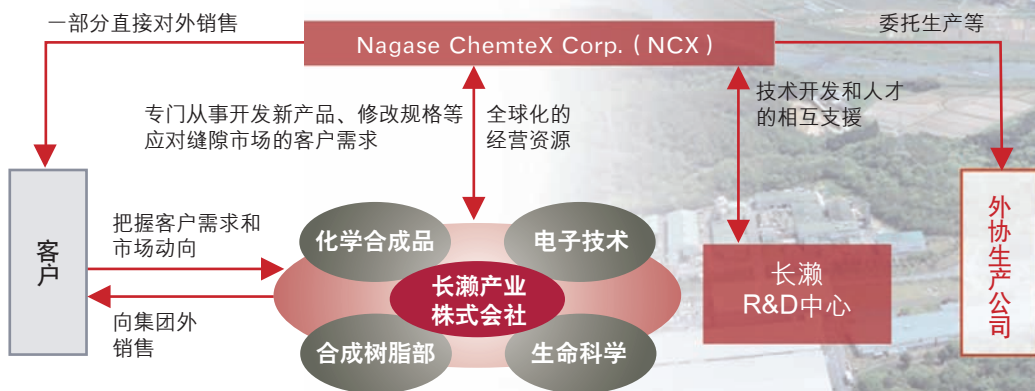 一部分直接对外销售
Nagase ChemteX Corp.（NCX）
委托生产等
专门从事开发新产品、修改规格等
应对缝隙市场的客户需求
全球化的
经营资源
技术开发和人才
的相互支援
客户
把握客户需求和
市场动向
向集团外
销售
化学合成品
电子技术
长濑产业
株式会社
合成树脂部
生命科学
长濑
R&D中心
外协生产公司